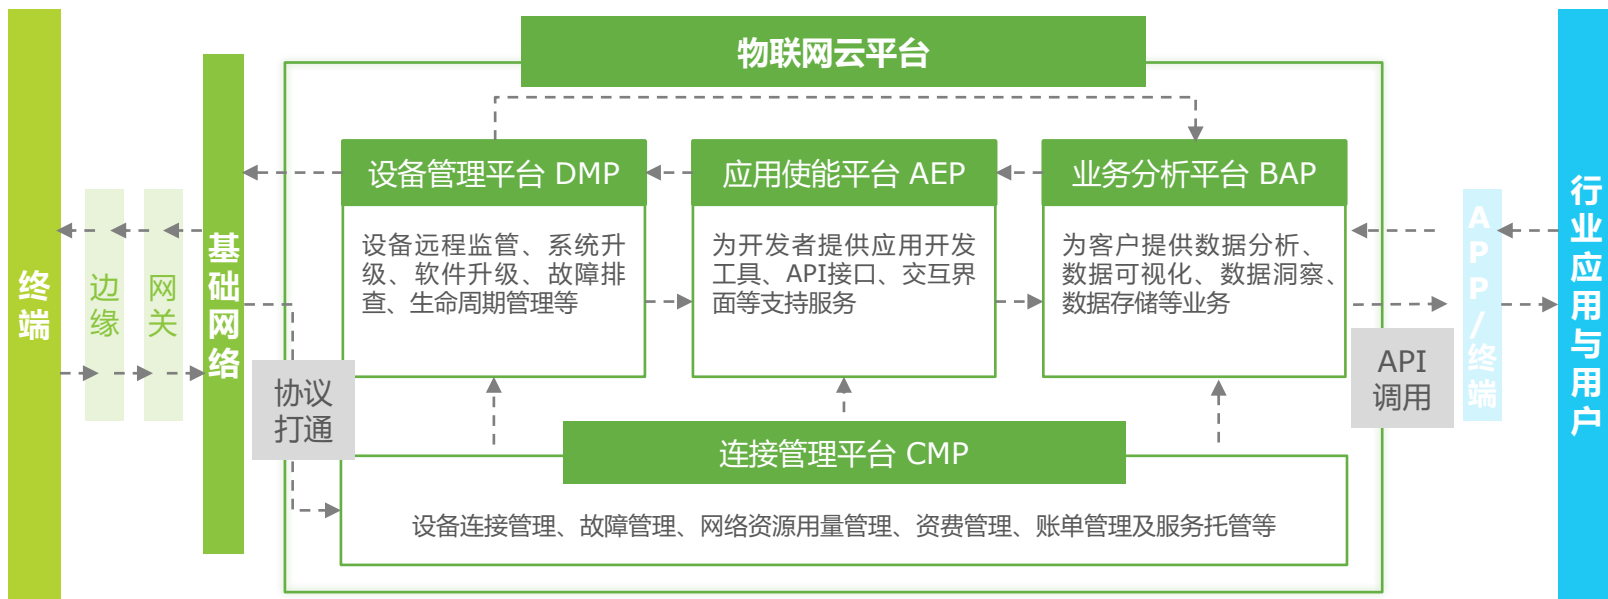 物联网云平台
设备管理平台 DMP
应用使能平台 AEP
业务分析平台 BAP
设备远程监管、系统升
级、软件升级、故障排
查、生命周期管理等
为开发者提供应用开发
工具、API接口、交互界
面等支持服务
为客户提供数据分析、
数据可视化、数据洞察、
数据存储等业务
终端
边缘
网关
基础网络
协议
打通
API
调用
APP/终端
行业应用与用户
连接管理平台 CMP
设备连接管理、故障管理、网络资源用量管理、资费管理、账单管理及服务托管等